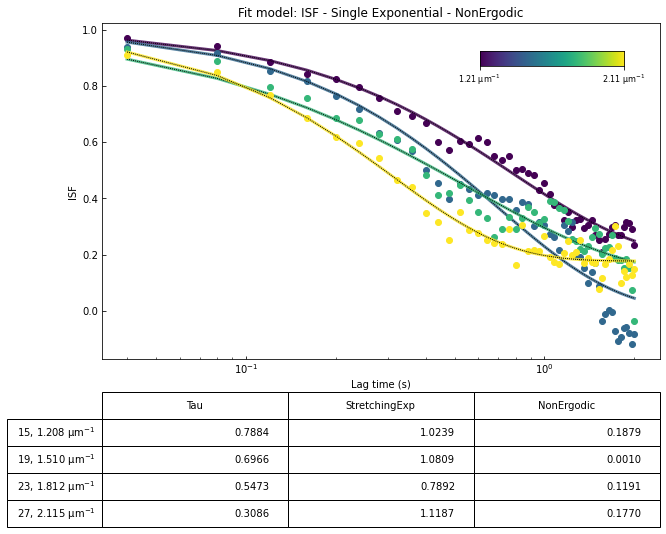 Fit model: ISF - Single Exponential - NonErgodic
1.0
0.8
0.6
0.4
0.2
0.0
ISF
1.21 μm⁻¹ 2.11 μm⁻¹
10⁻¹ 10⁰
Lag time (s)
Tau StretchingExp NonErgodic
15, 1.208 μm⁻¹ 0.7884 1.0239 0.1879
19, 1.510 μm⁻¹ 0.6966 1.0809 0.0010
23, 1.812 μm⁻¹ 0.5473 0.7892 0.1191
27, 2.115 μm⁻¹ 0.3086 1.1187 0.1770